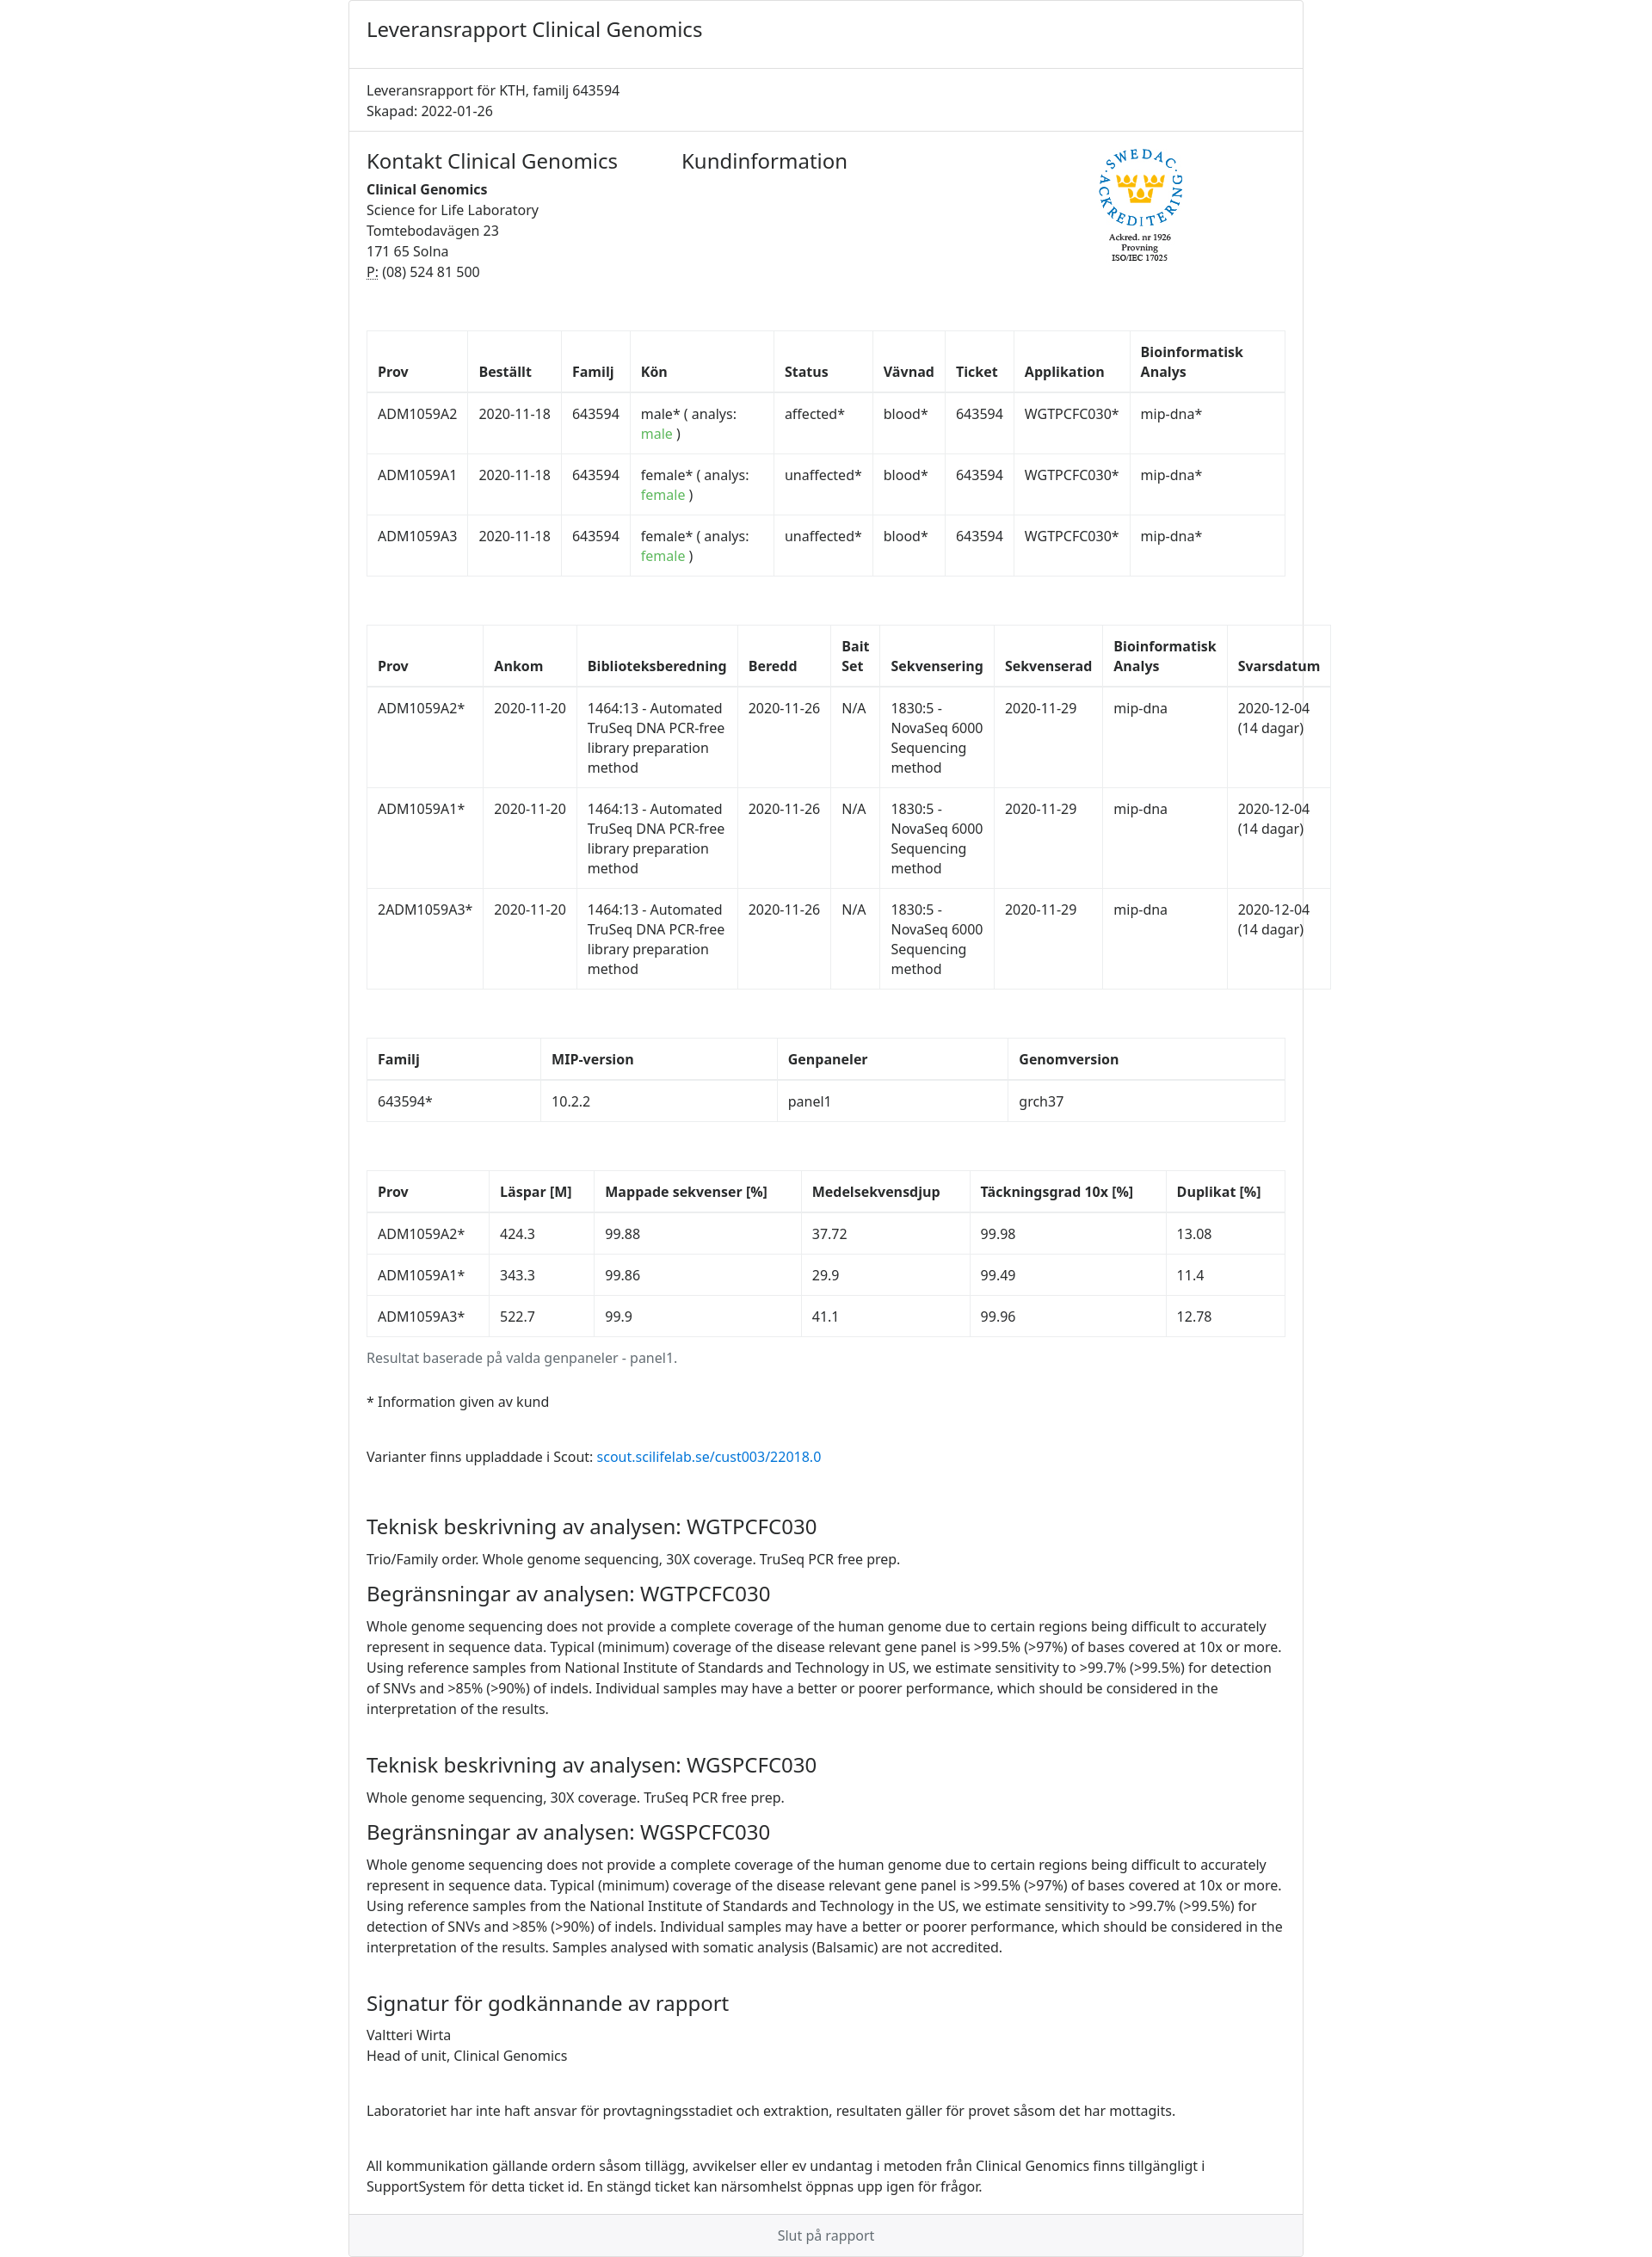 Leveransrapport Clinical Genomics
Leveransrapport för KTH, familj 643594
Skapad: 2022-01-26
Kontakt Clinical Genomics
Clinical Genomics
Science for Life Laboratory
Tomtebodavägen 23
171 65 Solna
P: (08) 524 81 500
Kundinformation
·SWEDAC·
ACKREDITERING
Ackred. nr 1926
Provning
ISO/IEC 17025
Prov Beställt Familj Kön Status Vävnad Ticket Applikation Bioinformatisk Analys
ADM1059A2 2020-11-18 643594 male* ( analys: male ) affected* blood* 643594 WGTPCFC030* mip-dna*
ADM1059A1 2020-11-18 643594 female* ( analys: female ) unaffected* blood* 643594 WGTPCFC030* mip-dna*
ADM1059A3 2020-11-18 643594 female* ( analys: female ) unaffected* blood* 643594 WGTPCFC030* mip-dna*
Prov Ankom Biblioteksberedning Beredd Bait Set Sekvensering Sekvenserad Bioinformatisk Analys Svarsdatum
ADM1059A2* 2020-11-20 1464:13 - Automated TruSeq DNA PCR-free library preparation method 2020-11-26 N/A 1830:5 - NovaSeq 6000 Sequencing method 2020-11-29 mip-dna 2020-12-04 (14 dagar)
ADM1059A1* 2020-11-20 1464:13 - Automated TruSeq DNA PCR-free library preparation method 2020-11-26 N/A 1830:5 - NovaSeq 6000 Sequencing method 2020-11-29 mip-dna 2020-12-04 (14 dagar)
2ADM1059A3* 2020-11-20 1464:13 - Automated TruSeq DNA PCR-free library preparation method 2020-11-26 N/A 1830:5 - NovaSeq 6000 Sequencing method 2020-11-29 mip-dna 2020-12-04 (14 dagar)
Familj MIP-version Genpaneler Genomversion
643594* 10.2.2 panel1 grch37
Prov Läspar [M] Mappade sekvenser [%] Medelsekvensdjup Täckningsgrad 10x [%] Duplikat [%]
ADM1059A2* 424.3 99.88 37.72 99.98 13.08
ADM1059A1* 343.3 99.86 29.9 99.49 11.4
ADM1059A3* 522.7 99.9 41.1 99.96 12.78
Resultat baserade på valda genpaneler - panel1.
* Information given av kund
Varianter finns uppladdade i Scout: scout.scilifelab.se/cust003/22018.0
Teknisk beskrivning av analysen: WGTPCFC030
Trio/Family order. Whole genome sequencing, 30X coverage. TruSeq PCR free prep.
Begränsningar av analysen: WGTPCFC030
Whole genome sequencing does not provide a complete coverage of the human genome due to certain regions being difficult to accurately
represent in sequence data. Typical (minimum) coverage of the disease relevant gene panel is >99.5% (>97%) of bases covered at 10x or more.
Using reference samples from National Institute of Standards and Technology in US, we estimate sensitivity to >99.7% (>99.5%) for detection
of SNVs and >85% (>90%) of indels. Individual samples may have a better or poorer performance, which should be considered in the
interpretation of the results.
Teknisk beskrivning av analysen: WGSPCFC030
Whole genome sequencing, 30X coverage. TruSeq PCR free prep.
Begränsningar av analysen: WGSPCFC030
Whole genome sequencing does not provide a complete coverage of the human genome due to certain regions being difficult to accurately
represent in sequence data. Typical (minimum) coverage of the disease relevant gene panel is >99.5% (>97%) of bases covered at 10x or more.
Using reference samples from the National Institute of Standards and Technology in the US, we estimate sensitivity to >99.7% (>99.5%) for
detection of SNVs and >85% (>90%) of indels. Individual samples may have a better or poorer performance, which should be considered in the
interpretation of the results. Samples analysed with somatic analysis (Balsamic) are not accredited.
Signatur för godkännande av rapport
Valtteri Wirta
Head of unit, Clinical Genomics
Laboratoriet har inte haft ansvar för provtagningsstadiet och extraktion, resultaten gäller för provet såsom det har mottagits.
All kommunikation gällande ordern såsom tillägg, avvikelser eller ev undantag i metoden från Clinical Genomics finns tillgängligt i
SupportSystem för detta ticket id. En stängd ticket kan närsomhelst öppnas upp igen för frågor.
Slut på rapport